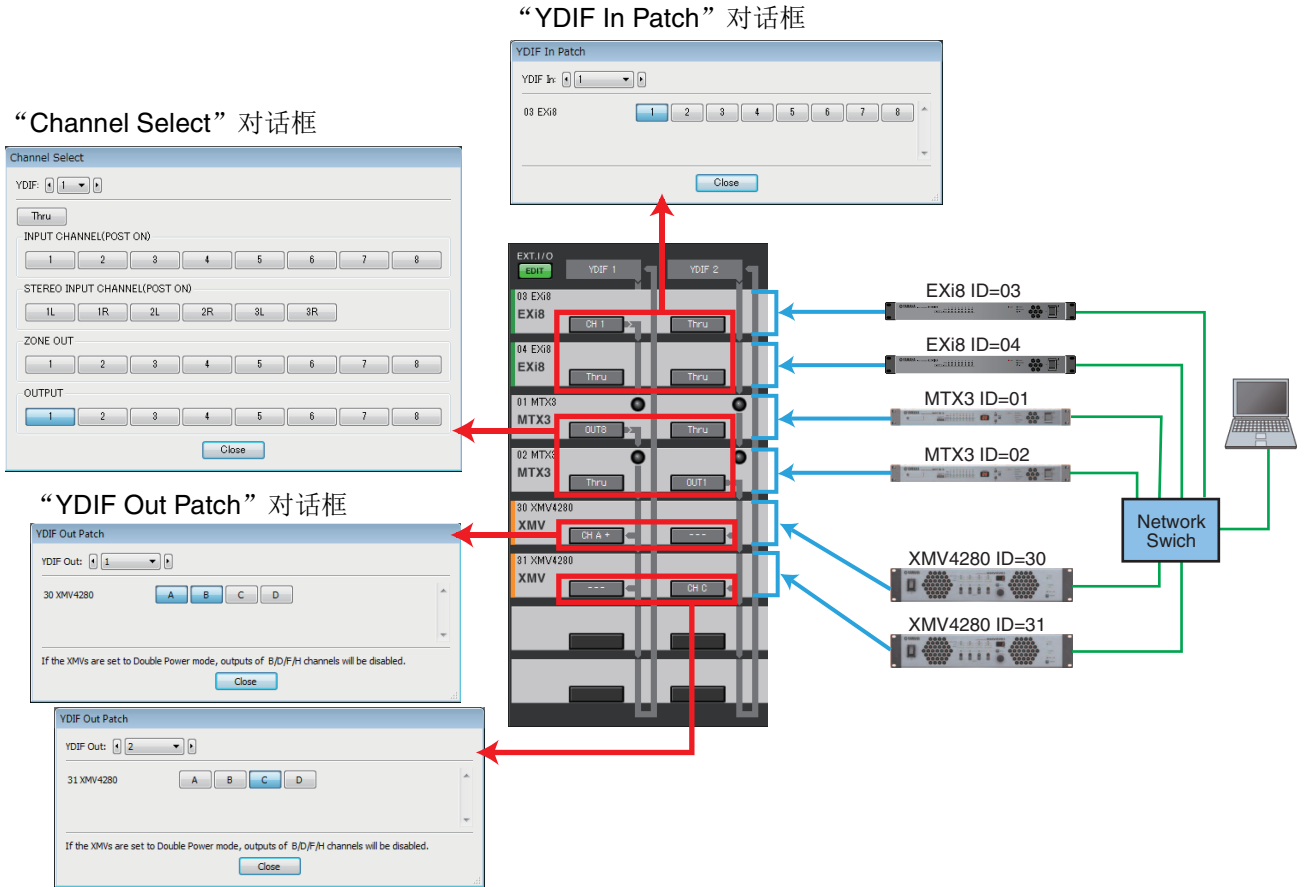 “YDIF In Patch”对话框
YDIF In Patch
YDIF In: 1
03 EXi8 1 2 3 4 5 6 7 8
Close
“Channel Select”对话框
Channel Select
YDIF: 1
Thru
INPUT CHANNEL(POST ON)
1 2 3 4 5 6 7 8
STEREO INPUT CHANNEL(POST ON)
1L 1R 2L 2R 3L 3R
ZONE OUT
1 2 3 4 5 6 7 8
OUTPUT
1 2 3 4 5 6 7 8
Close
EXT.I/O
EDIT YDIF 1 YDIF 2
03 EXi8
EXi8
CH 1 Thru
04 EXi8
EXi8
Thru Thru
01 MTX3
MTX3
OUT8 Thru
02 MTX3
MTX3
Thru OUT1
30 XMV4280
XMV
CH A + ---
31 XMV4280
XMV
--- CH C
EXi8 ID=03
EXi8 ID=04
MTX3 ID=01
MTX3 ID=02
Network
Swich
XMV4280 ID=30
XMV4280 ID=31
“YDIF Out Patch”对话框
YDIF Out Patch
YDIF Out: 1
30 XMV4280 A B C D
If the XMVs are set to Double Power mode, outputs of B/D/F/H channels will be disabled.
Close
YDIF Out Patch
YDIF Out: 2
31 XMV4280 A B C D
If the XMVs are set to Double Power mode, outputs of B/D/F/H channels will be disabled.
Close